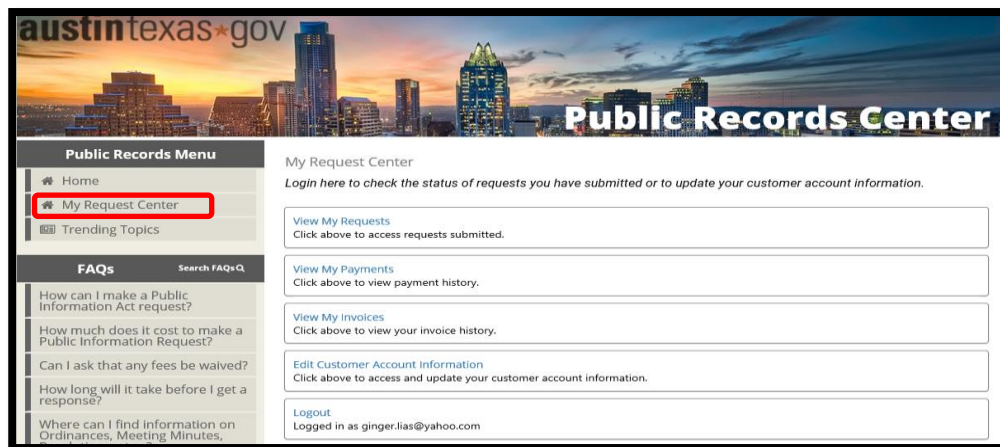 austintexas★gov
Public Records Center
Public Records Menu
Home
My Request Center
Trending Topics
FAQs Search FAQs
How can I make a Public
Information Act request?
How much does it cost to make a
Public Information Request?
Can I ask that any fees be waived?
How long will it take before I get a
response?
Where can I find information on
Ordinances, Meeting Minutes,
My Request Center
Login here to check the status of requests you have submitted or to update your customer account information.
View My Requests
Click above to access requests submitted.
View My Payments
Click above to view payment history.
View My Invoices
Click above to view your invoice history.
Edit Customer Account Information
Click above to access and update your customer account information.
Logout
Logged in as ginger.lias@yahoo.com